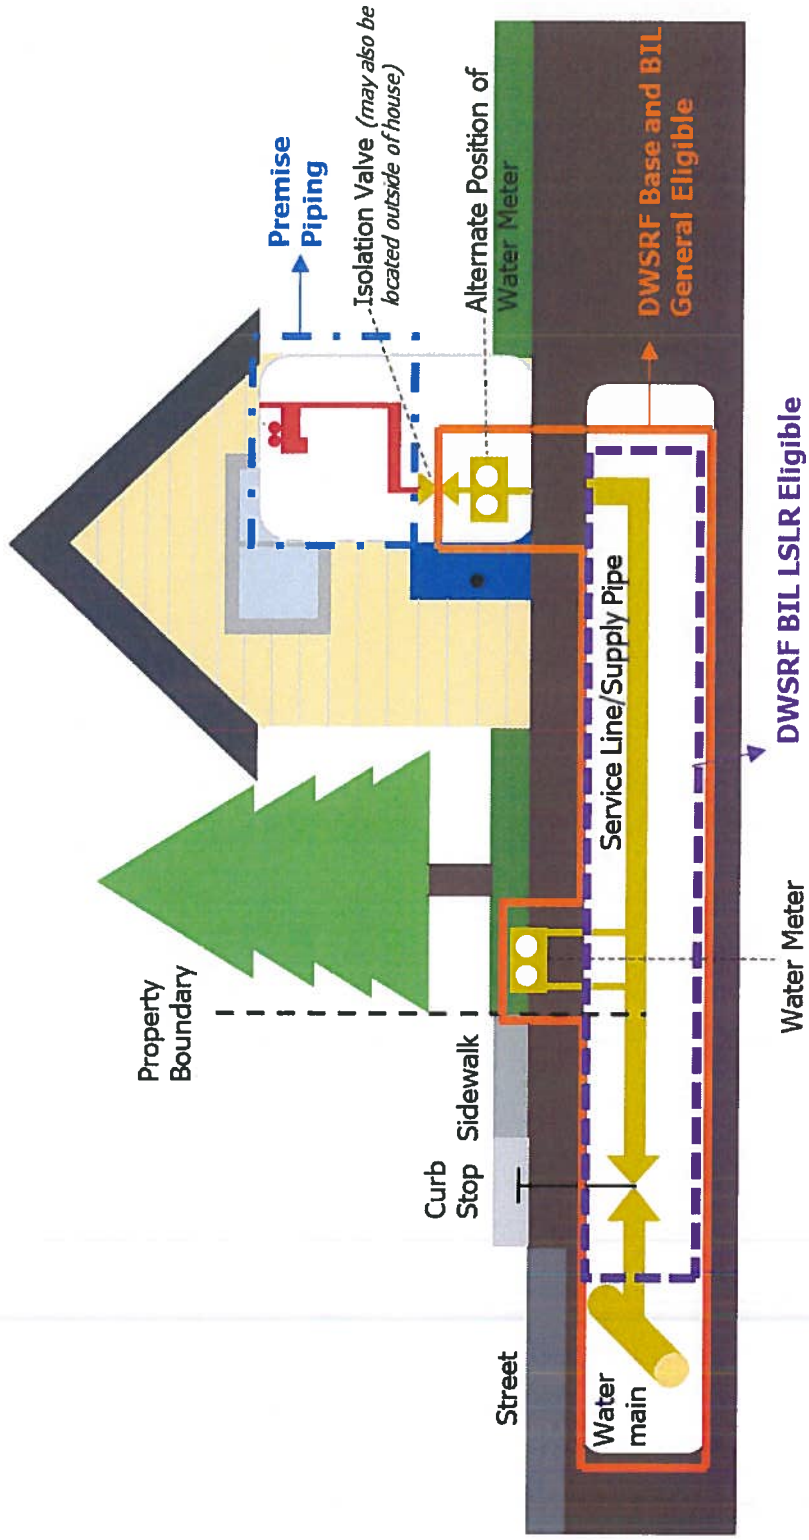 Property
Boundary
Premise
Piping
Isolation Valve (may also be
located outside of house)
Alternate Position of
Water Meter
Curb
Stop
Sidewalk
Street
Water
main
Service Line/Supply Pipe
DWSRF Base and BIL
General Eligible
Water Meter
DWSRF BIL LSLR Eligible